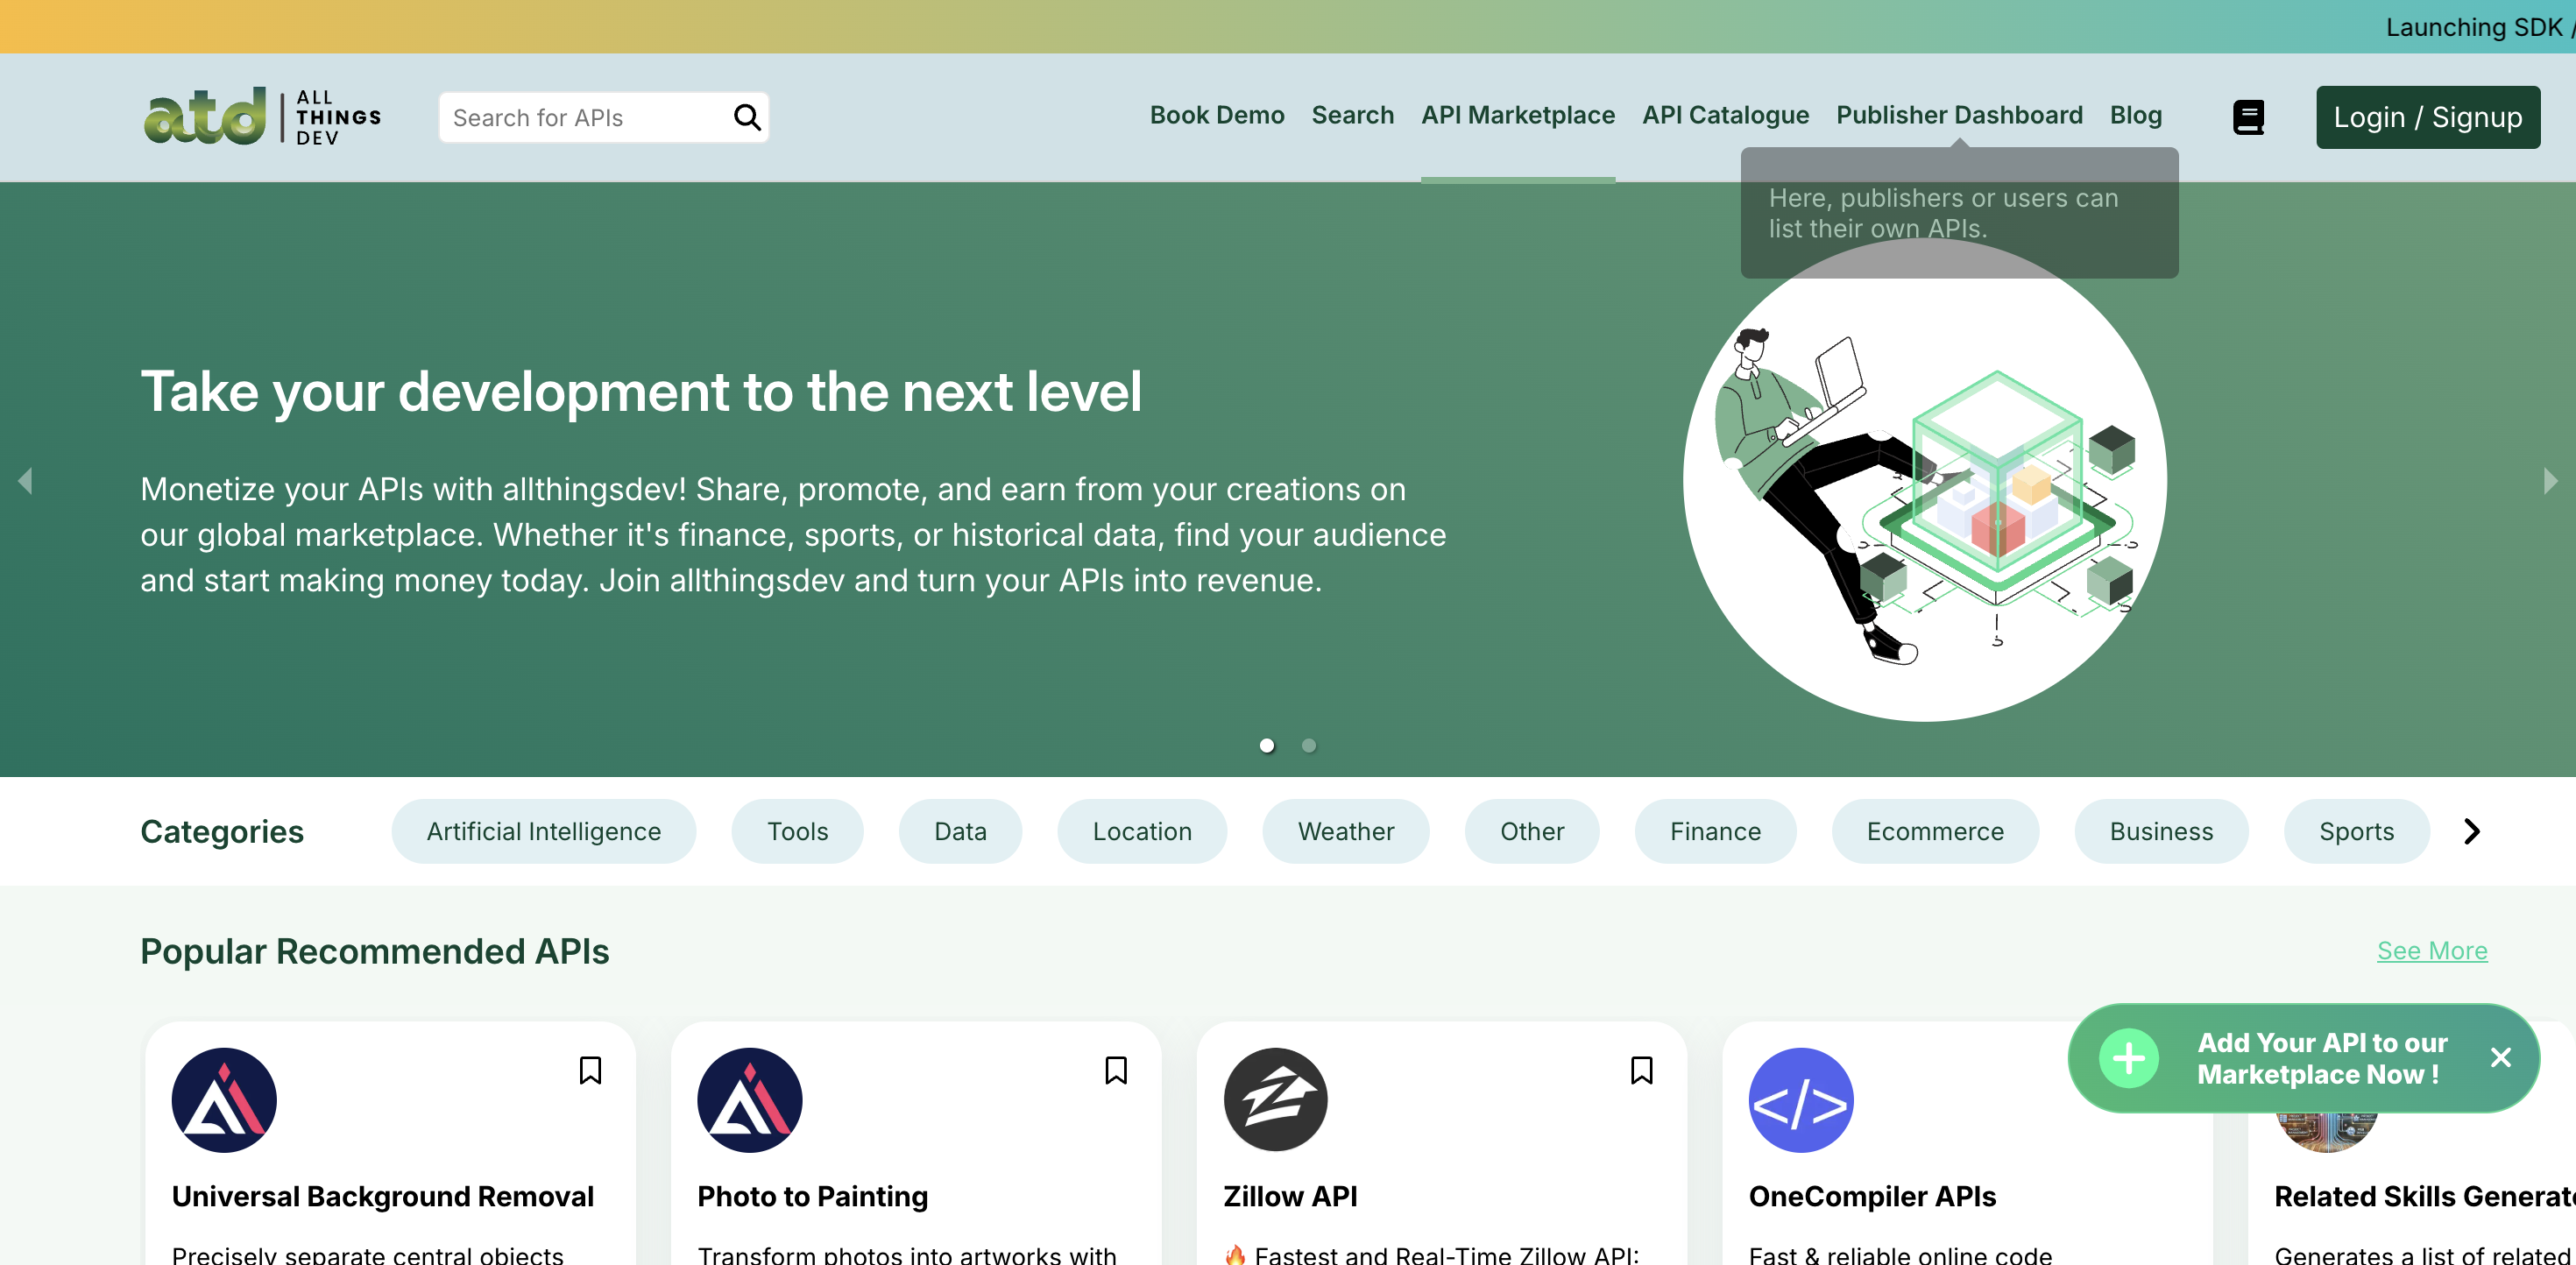 Launching SDK /
atd
ALL
THINGS
DEV
Search for APIs
Book Demo
Search
API Marketplace
API Catalogue
Publisher Dashboard
Blog
Login / Signup
Here, publishers or users can
list their own APIs.
Take your development to the next level
Monetize your APIs with allthingsdev! Share, promote, and earn from your creations on
our global marketplace. Whether it's finance, sports, or historical data, find your audience
and start making money today. Join allthingsdev and turn your APIs into revenue.
Categories
Artificial Intelligence
Tools
Data
Location
Weather
Other
Finance
Ecommerce
Business
Sports
Popular Recommended APIs
See More
Add Your API to our
Marketplace Now !
Universal Background Removal
Photo to Painting
Zillow API
OneCompiler APIs
Related Skills Generat
Precisely separate central objects
Transform photos into artworks with
🔥 Fastest and Real-Time Zillow API:
Fast & reliable online code
Generates a list of related